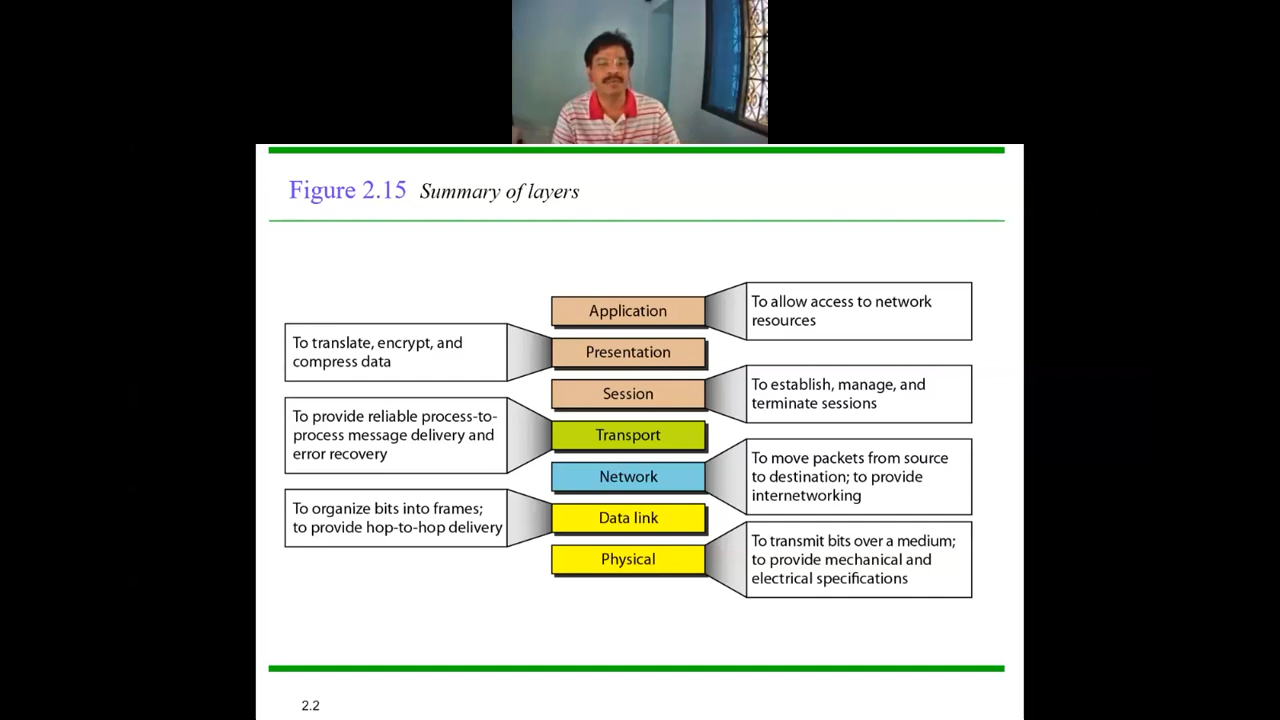 Figure 2.15 Summary of layers
Application
To allow access to network
resources
To translate, encrypt, and
compress data
Presentation
Session
To establish, manage, and
terminate sessions
To provide reliable process-to-
process message delivery and
error recovery
Transport
Network
To move packets from source
to destination; to provide
internetworking
To organize bits into frames;
to provide hop-to-hop delivery
Data link
Physical
To transmit bits over a medium;
to provide mechanical and
electrical specifications
2.2